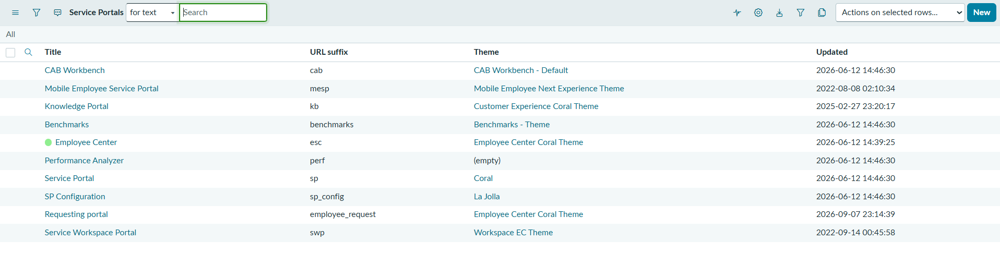 Service Portals for text Search Actions on selected rows... New
All
Title URL suffix Theme Updated
CAB Workbench cab CAB Workbench - Default 2026-06-12 14:46:30
Mobile Employee Service Portal mesp Mobile Employee Next Experience Theme 2022-08-08 02:10:34
Knowledge Portal kb Customer Experience Coral Theme 2025-02-27 23:20:17
Benchmarks benchmarks Benchmarks - Theme 2026-06-12 14:46:30
Employee Center esc Employee Center Coral Theme 2026-06-12 14:39:25
Performance Analyzer perf (empty) 2026-06-12 14:46:30
Service Portal sp Coral 2026-06-12 14:46:30
SP Configuration sp_config La Jolla 2026-06-12 14:46:30
Requesting portal employee_request Employee Center Coral Theme 2026-09-07 23:14:39
Service Workspace Portal swp Workspace EC Theme 2022-09-14 00:45:58